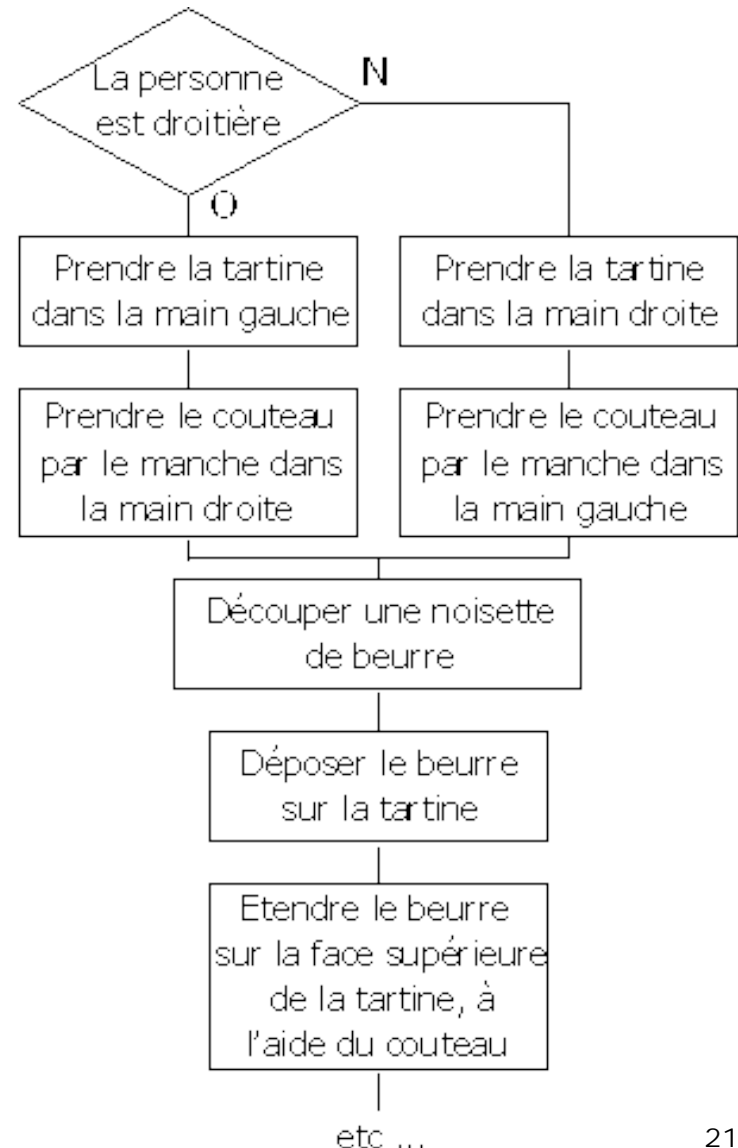 La personne
est droitière
N
O
Prendre la tartine
dans la main gauche
Prendre la tartine
dans la main droite
Prendre le couteau
par le manche dans
la main droite
Prendre le couteau
par le manche dans
la main gauche
Découper une noisette
de beurre
Déposer le beurre
sur la tartine
Etendre le beurre
sur la face supérieure
de la tartine, à
l'aide du couteau
etc ...
21